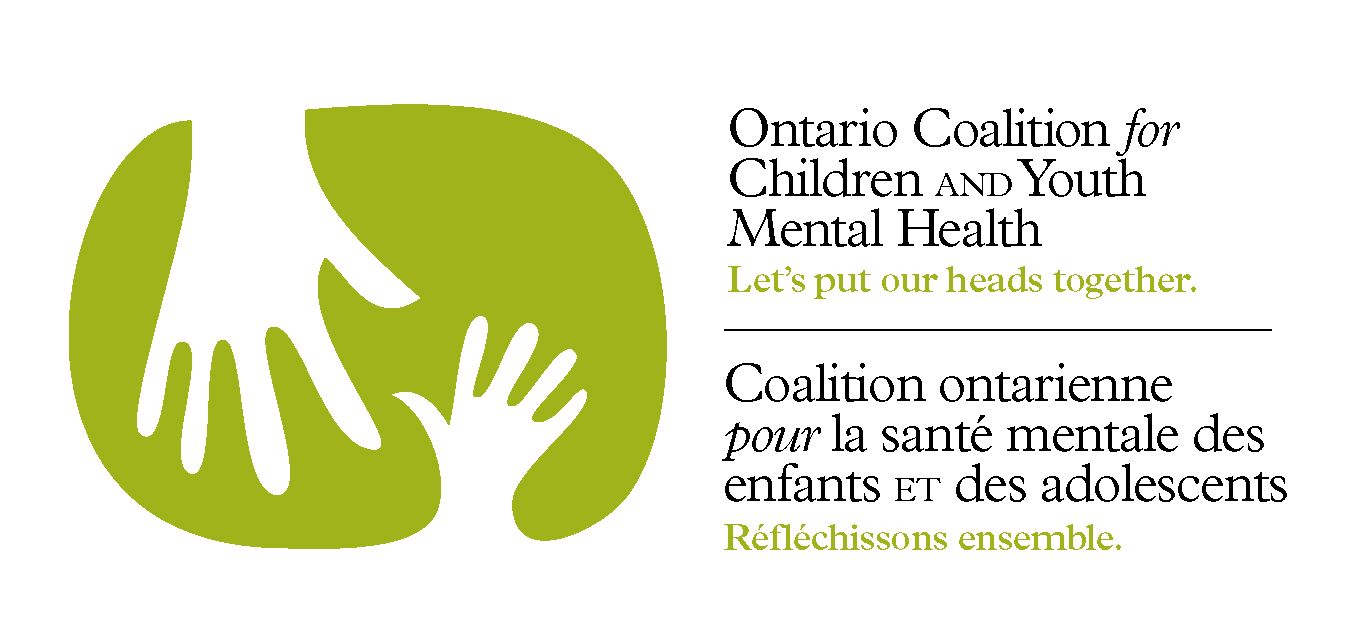 Ontario Coalition for
Children AND Youth
Mental Health
Let's put our heads together.
Coalition ontarienne
pour la santé mentale des
enfants ET des adolescents
Réfléchissons ensemble.